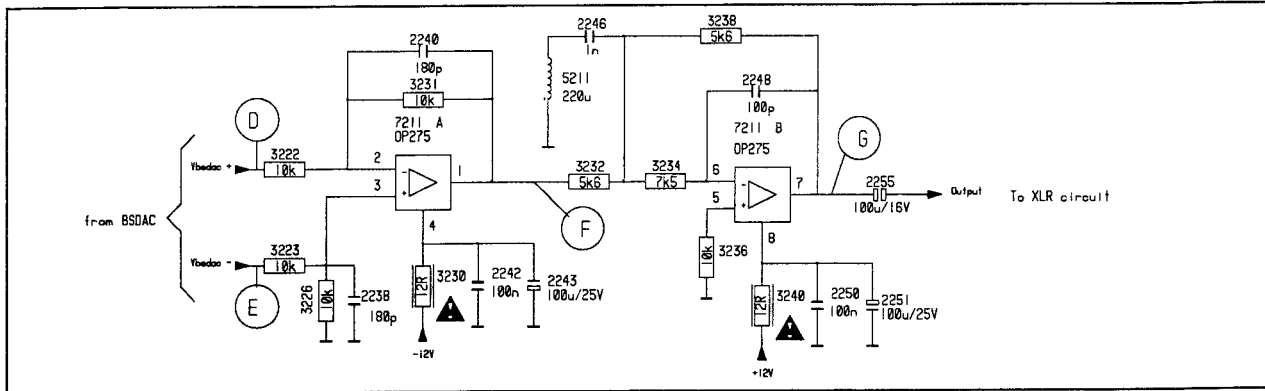 2240
180p
3231
10k
7211 A
OP275
D
Vbedac +
3222
10k
2
3
-
+
1
4
from BSDAC
Vbedac -
3223
10k
E
3226
10k
2238
180p
12R
3230
2242
100n
2243
100u/25V
-12V
F
2246
1n
5211
220u
3238
5k6
2248
100p
7211 B
OP275
3232
5k6
3234
7k5
6
5
-
+
7
8
G
2255
100u/16V
Output
To XLR circuit
10k
3236
12R
3240
2250
100n
2251
100u/25V
+12V